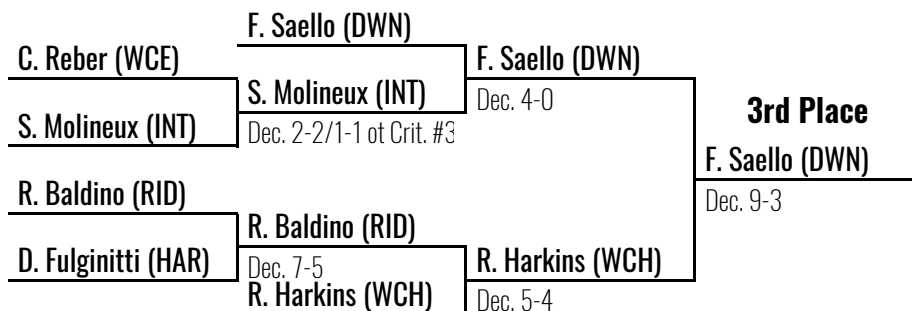 F. Saello (DWN)
C. Reber (WCE)
F. Saello (DWN)
S. Molineux (INT)
Dec. 4-0
3rd Place
S. Molineux (INT)
Dec. 2-2/1-1 ot Crit. #3
F. Saello (DWN)
R. Baldino (RID)
Dec. 9-3
R. Baldino (RID)
D. Fulginitti (HAR)
R. Harkins (WCH)
Dec. 7-5
R. Harkins (WCH)
Dec. 5-4